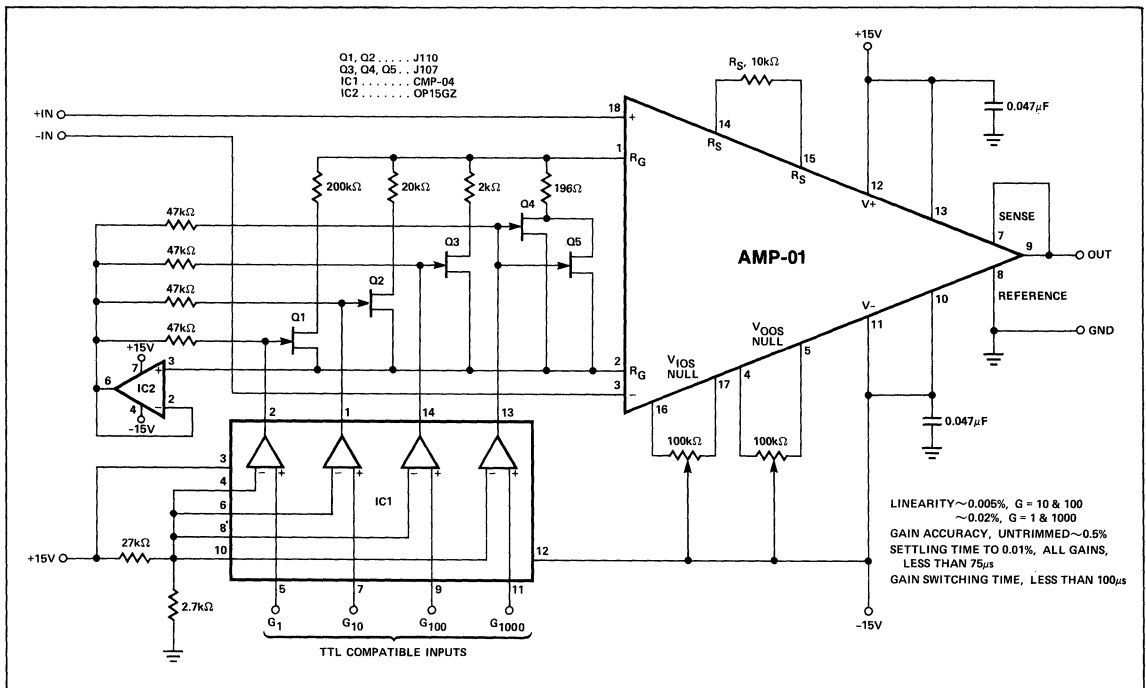 Q1, Q2 ..... J110
Q3, Q4, Q5 .. J107
IC1 ....... CMP-04
IC2 ....... OP15GZ
+15V
RS, 10kΩ
0.047µF
+IN
-IN
18
+
14
RS
15
RS
1
RG
12
V+
13
200kΩ
20kΩ
2kΩ
196Ω
47kΩ
Q4
SENSE
7
9
OUT
47kΩ
Q3
Q5
AMP-01
8
REFERENCE
47kΩ
Q2
V-
11
10
GND
47kΩ
Q1
VOOS
NULL
5
+15V
7
3
+
6
IC2
2
-
4
-15V
2
RG
3
-
VIOS
NULL
17
4
16
0.047µF
2
1
14
13
100kΩ
100kΩ
3
4
6
8
10
- +
- +
- +
- +
IC1
12
+15V
27kΩ
2.7kΩ
5
7
9
11
G1
G10
G100
G1000
TTL COMPATIBLE INPUTS
-15V
LINEARITY~0.005%, G = 10 & 100
~0.02%, G = 1 & 1000
GAIN ACCURACY, UNTRIMMED~0.5%
SETTLING TIME TO 0.01%, ALL GAINS,
LESS THAN 75µs
GAIN SWITCHING TIME, LESS THAN 100µs